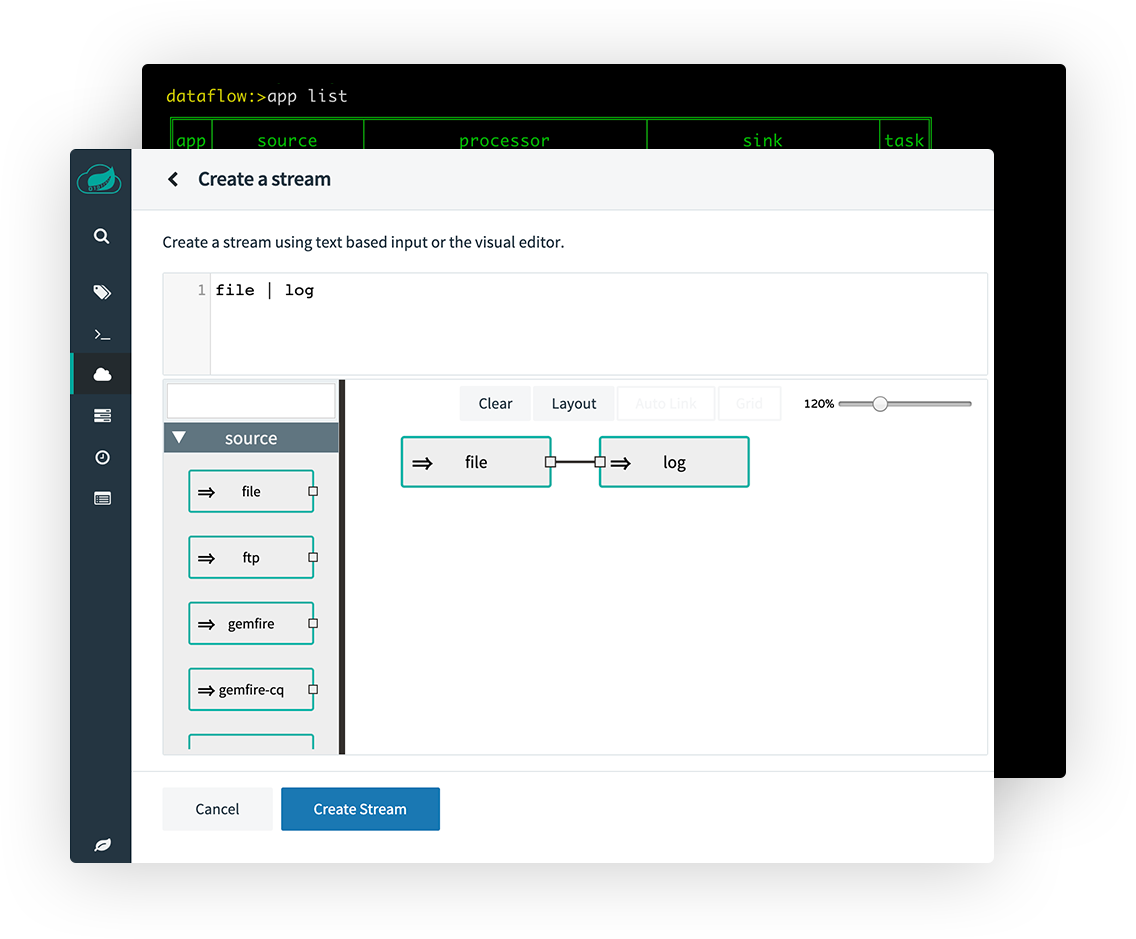 dataflow:>app list
app source processor sink task
Create a stream
Create a stream using text based input or the visual editor.
1 file | log
Clear Layout Auto Link Grid 120%
source
file log
file
ftp
gemfire
gemfire-cq
Cancel Create Stream